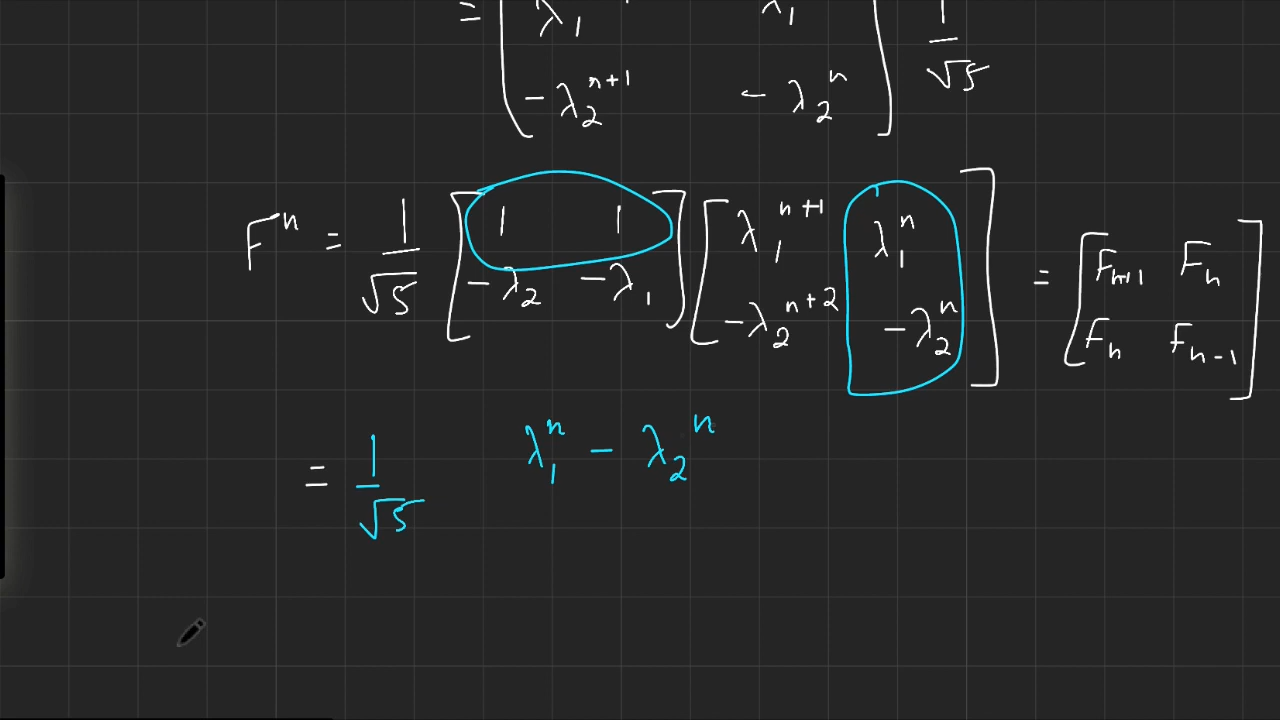 = [ λ₁ λ₁ ] 1/√5
-λ₂ⁿ⁺¹ -λ₂ⁿ
Fⁿ = 1/√5 [ 1 1 ] [ λ₁ⁿ⁺¹ λ₁ⁿ ] = [ Fₙ₊₁ Fₙ ]
-λ₂ -λ₁ -λ₂ⁿ⁺² -λ₂ⁿ Fₙ Fₙ₋₁
= 1/√5 λ₁ⁿ - λ₂ⁿ